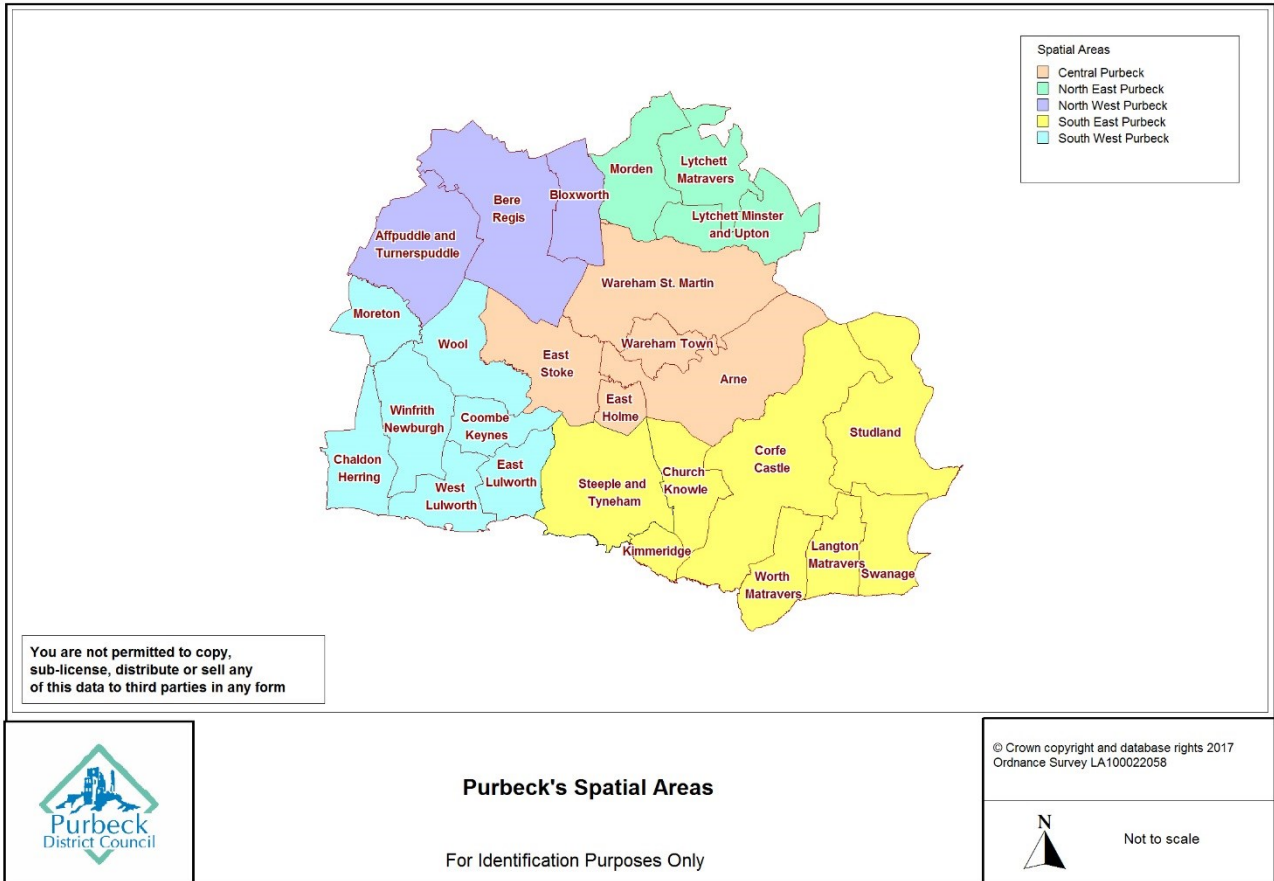 Spatial Areas
Central Purbeck
North East Purbeck
North West Purbeck
South East Purbeck
South West Purbeck
Morden
Lytchett
Matravers
Lytchett Minster
and Upton
Bere
Regis
Bloxworth
Affpuddle and
Turnerspuddle
Wareham St. Martin
Moreton
Wool
Wareham Town
East
Stoke
Arne
East
Holme
Winfrith
Newburgh
Coombe
Keynes
Studland
Chaldon
Herring
Corfe
Castle
Church
Knowle
East
Lulworth
West
Lulworth
Steeple and
Tyneham
Kimmeridge
Langton
Matravers
Swanage
Worth
Matravers
You are not permitted to copy,
sub-license, distribute or sell any
of this data to third parties in any form
Purbeck
District Council
Purbeck's Spatial Areas
For Identification Purposes Only
© Crown copyright and database rights 2017
Ordnance Survey LA100022058
N
Not to scale